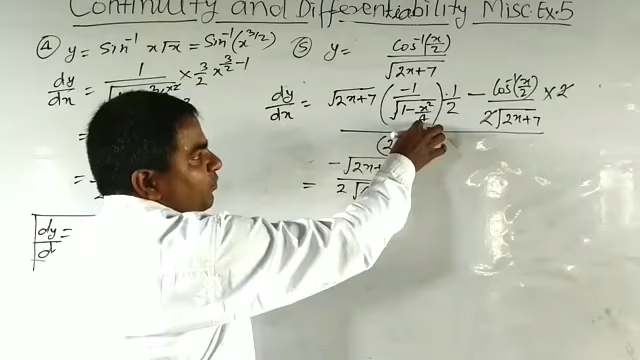 Continuity and Differentiability Misc.Ex.5
④ y = Sin⁻¹ x√x = Sin⁻¹(x^3/2)
dy/dx = 1/√ × 3/2 x^(3/2 - 1)
=
=
dy/d =
⑤ y = cos⁻¹(x/2) / √(2x+7)
dy/dx = √(2x+7) (-1/√(1-x²/4)) · 1/2 - cos⁻¹(x/2)/(2√(2x+7)) × 2
(2
= -√(2x+ / 2√